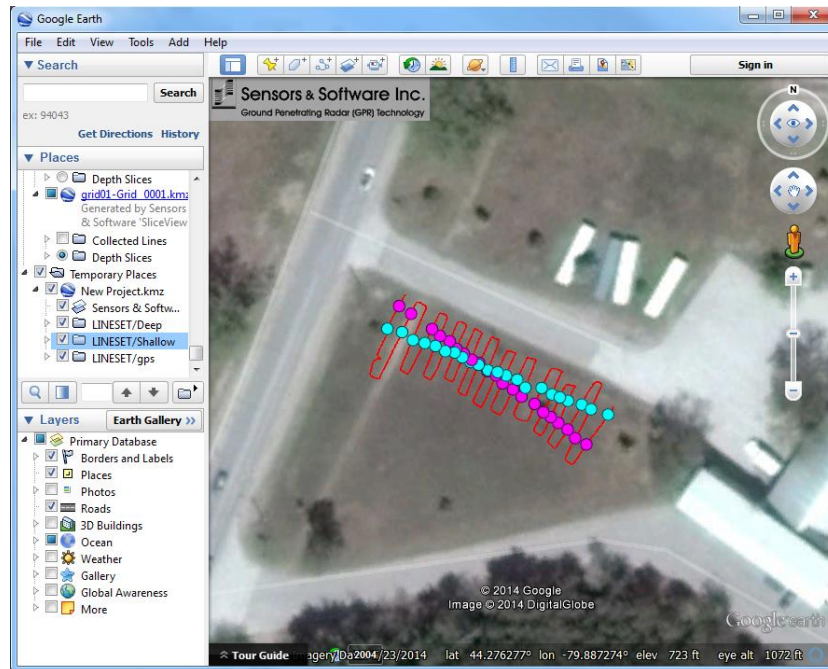 Google Earth
File Edit View Tools Add Help
Search
Search
ex: 94043
Get Directions History
Places
Depth Slices
grid01-Grid_0001.kmz
Generated by Sensors
& Software 'SliceView
Collected Lines
Depth Slices
Temporary Places
New Project.kmz
Sensors & Softw...
LINESET/Deep
LINESET/Shallow
LINESET/gps
Layers
Earth Gallery >>
Primary Database
Borders and Labels
Places
Photos
Roads
3D Buildings
Ocean
Weather
Gallery
Global Awareness
More
Sign in
Sensors & Software Inc.
Ground Penetrating Radar (GPR) Technology
N
© 2014 Google
Image © 2014 DigitalGlobe
Google earth
Tour Guide 2004 /23/2014 lat 44.276277° lon -79.887274° elev 723 ft eye alt 1072 ft